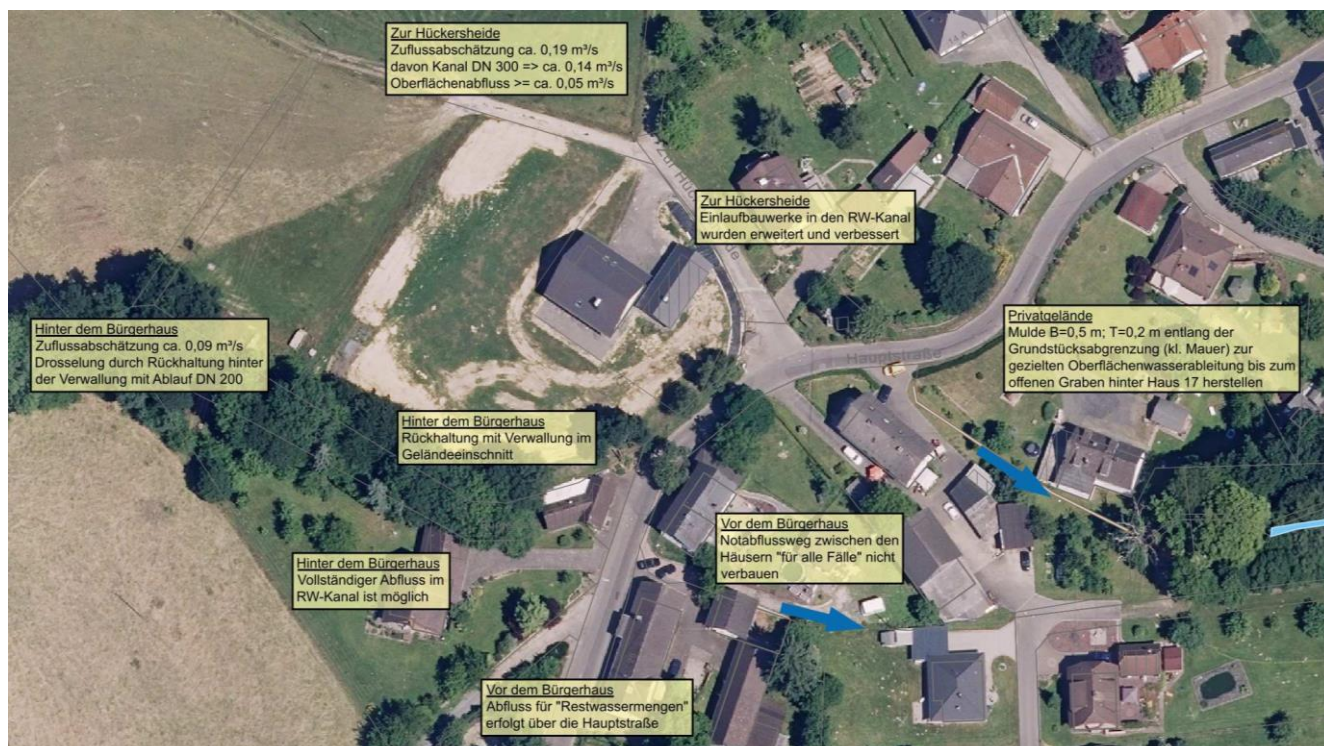 Zur Hückersheide
Zuflussabschätzung ca. 0,19 m³/s
davon Kanal DN 300 => ca. 0,14 m³/s
Oberflächenabfluss >= ca. 0,05 m³/s
14 A
Zur Hückersheide
Einlaufbauwerke in den RW-Kanal
wurden erweitert und verbessert
Hinter dem Bürgerhaus
Zuflussabschätzung ca. 0,09 m³/s
Drosselung durch Rückhaltung hinter
der Verwallung mit Ablauf DN 200
Privatgelände
Mulde B=0,5 m; T=0,2 m entlang der
Grundstücksabgrenzung (kl. Mauer) zur
gezielten Oberflächenwasserableitung bis zum
offenen Graben hinter Haus 17 herstellen
Hauptstraße
Hinter dem Bürgerhaus
Rückhaltung mit Verwallung im
Geländeeinschnitt
Vor dem Bürgerhaus
Notabflussweg zwischen den
Häusern "für alle Fälle" nicht
verbauen
Hinter dem Bürgerhaus
Vollständiger Abfluss im
RW-Kanal ist möglich
Vor dem Bürgerhaus
Abfluss für "Restwassermengen"
erfolgt über die Hauptstraße